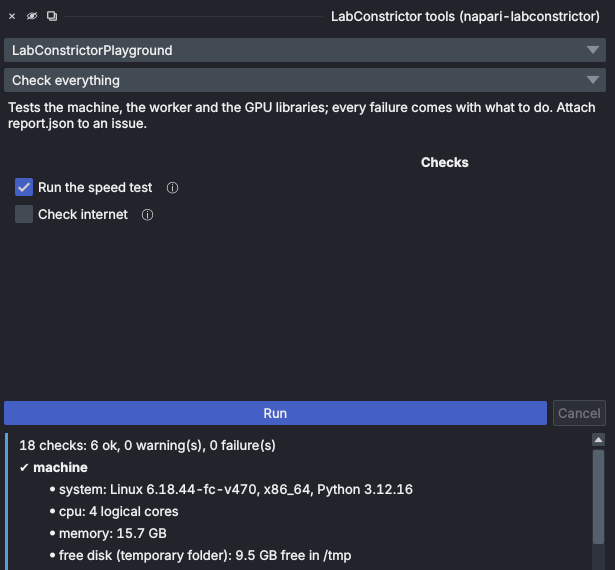 LabConstrictor tools (napari-labconstrictor)
LabConstrictorPlayground
Check everything
Tests the machine, the worker and the GPU libraries; every failure comes with what to do. Attach
report.json to an issue.
Checks
Run the speed test ⓘ
Check internet ⓘ
Run Cancel
18 checks: 6 ok, 0 warning(s), 0 failure(s)
✔ machine
• system: Linux 6.18.44-fc-v470, x86_64, Python 3.12.16
• cpu: 4 logical cores
• memory: 15.7 GB
• free disk (temporary folder): 9.5 GB free in /tmp